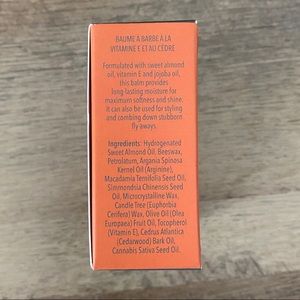 BAUME A BARBE À LA
VITAMINE E ET AU CÈDRE
Formulated with sweet almond
oil, vitamin E and jojoba oil,
this balm provides
long-lasting moisture for
maximum softness and shine.
it can also be used for styling
and combing down stubborn
fly aways.
Ingredients: Hydrogenated
Sweet Almond Oil, Beeswax,
Petrolatum, Argania Spinosa
Kernel Oil (Arginine),
Macadamia Ternifolia Seed Oil,
Simmondsia Chinensis Seed
Oil, Microcrystalline Wax,
Candle Tree (Euphorbia
Cerifera) Wax, Olive Oil (Olea
Europaea) Fruit Oil, Tocopherol
(Vitamin E), Cedrus Atlantica
(Cedarwood) Bark Oil,
Cannabis Sativa Seed Oil.